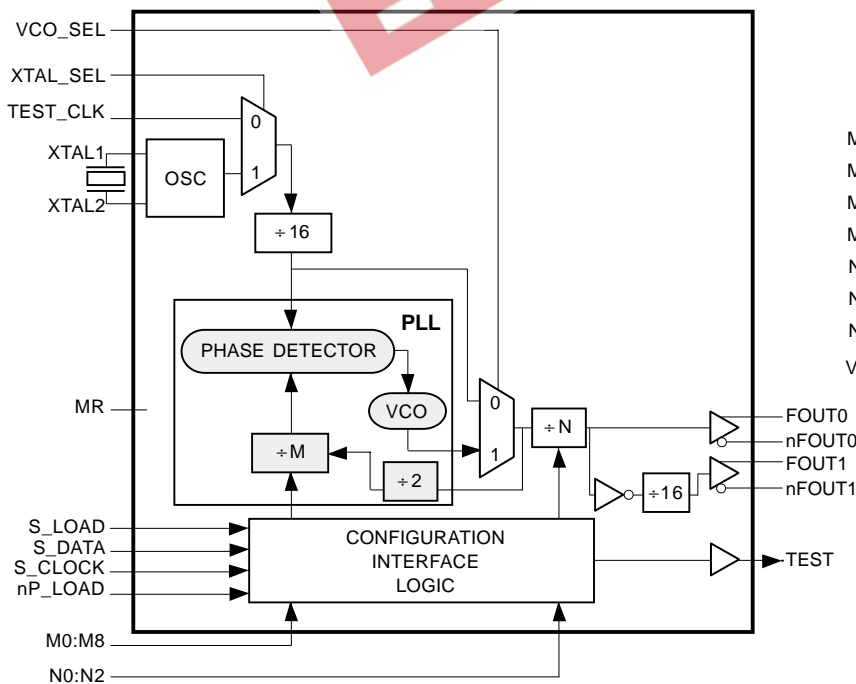 VCO_SEL
XTAL_SEL
TEST_CLK
0
XTAL1
OSC
1
XTAL2
÷16
PLL
PHASE DETECTOR
MR
VCO
0
÷N
FOUT0
nFOUT0
÷M
1
÷2
FOUT1
÷16
nFOUT1
S_LOAD
S_DATA
S_CLOCK
nP_LOAD
CONFIGURATION
INTERFACE
LOGIC
TEST
M0:M8
N0:N2